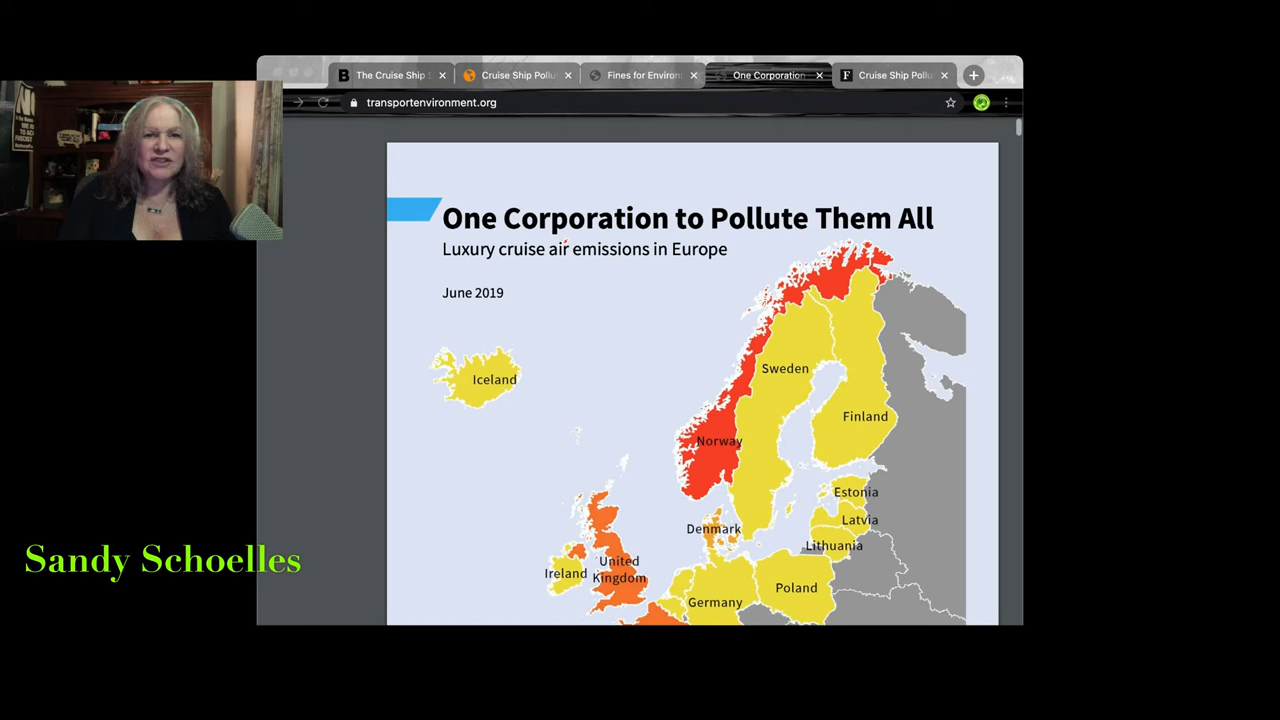 The Cruise Ship
Cruise Ship Pollu
Fines for Environ
One Corporation
Cruise Ship Pollu
transportenvironment.org
One Corporation to Pollute Them All
Luxury cruise air emissions in Europe
June 2019
Iceland
Sweden
Finland
Norway
Estonia
Denmark
Latvia
Lithuania
United
Kingdom
Ireland
Poland
Germany
Sandy Schoelles